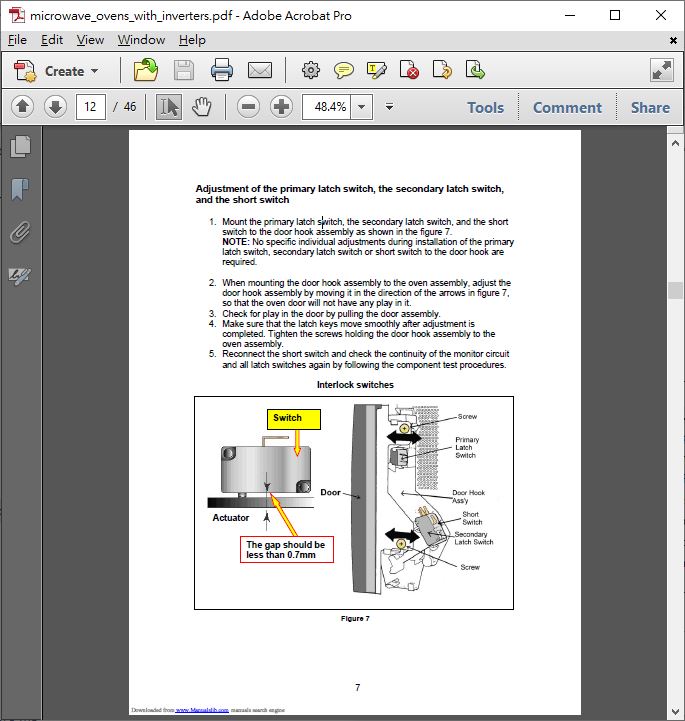 microwave_ovens_with_inverters.pdf - Adobe Acrobat Pro
File Edit View Window Help
Create
12 / 46 48.4% Tools Comment Share
Adjustment of the primary latch switch, the secondary latch switch,
and the short switch
1. Mount the primary latch switch, the secondary latch switch, and the short
switch to the door hook assembly as shown in the figure 7.
NOTE: No specific individual adjustments during installation of the primary
latch switch, secondary latch switch or short switch to the door hook are
required.
2. When mounting the door hook assembly to the oven assembly, adjust the
door hook assembly by moving it in the direction of the arrows in figure 7,
so that the oven door will not have any play in it.
3. Check for play in the door by pulling the door assembly.
4. Make sure that the latch keys move smoothly after adjustment is
completed. Tighten the screws holding the door hook assembly to the
oven assembly.
5. Reconnect the short switch and check the continuity of the monitor circuit
and all latch switches again by following the component test procedures.
Interlock switches
Switch
Actuator
The gap should be
less than 0.7mm
Door
Screw
Primary
Latch
Switch
Door Hook
Ass'y
Short
Switch
Secondary
Latch Switch
Screw
Figure 7
7
Downloaded from www.Manualslib.com manuals search engine